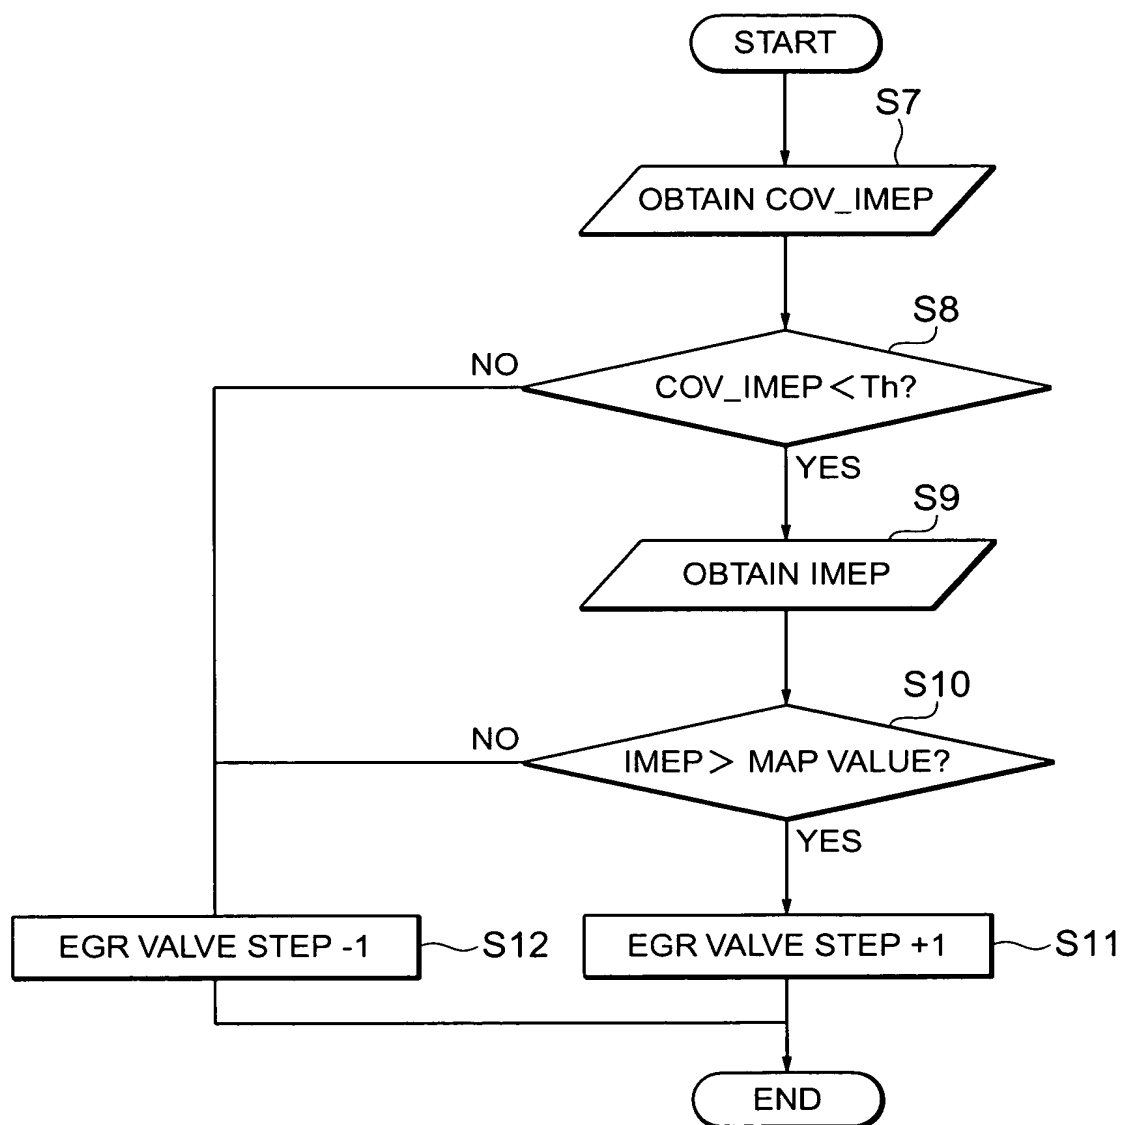 START
S7
OBTAIN COV_IMEP
S8
NO
COV_IMEP<Th?
YES
S9
OBTAIN IMEP
S10
NO
IMEP> MAP VALUE?
YES
EGR VALVE STEP -1
S12
EGR VALVE STEP +1
S11
END